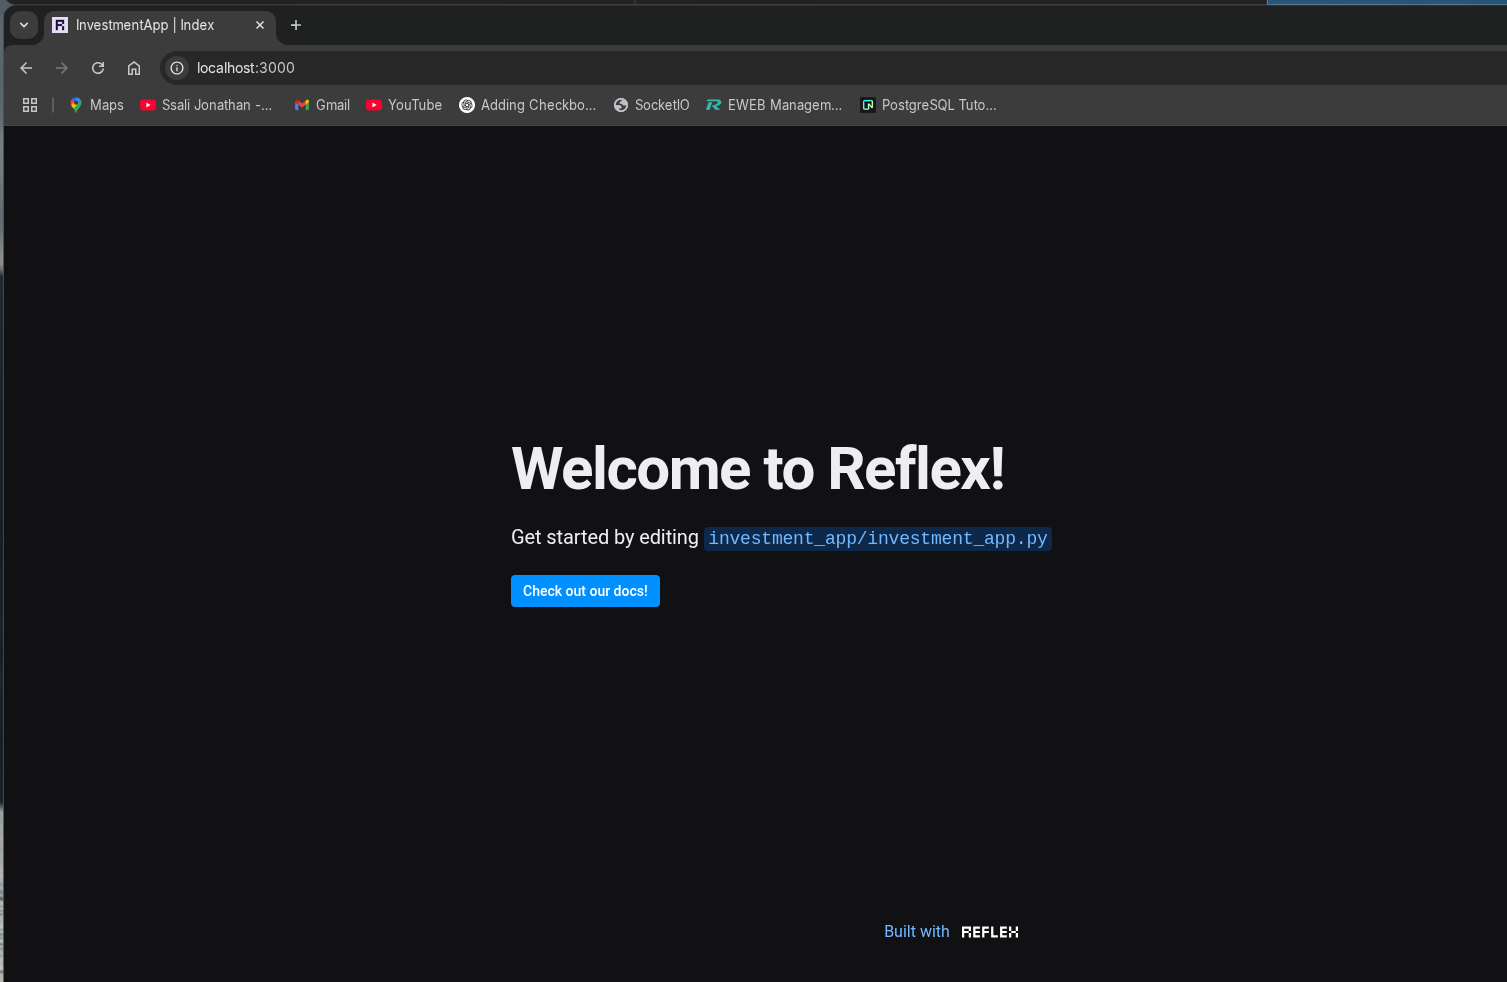 InvestmentApp | Index
localhost:3000
Maps Ssali Jonathan -... Gmail YouTube Adding Checkbo... SocketIO EWEB Managem... PostgreSQL Tuto...
Welcome to Reflex!
Get started by editing investment_app/investment_app.py
Check out our docs!
Built with REFLEX